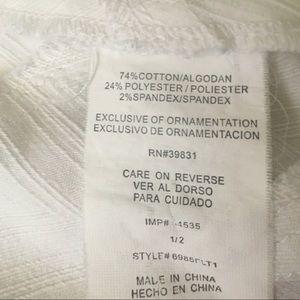 74%COTTON/ALGODAN
24% POLYESTER / POLIESTER
2%SPANDEX/SPANDEX
EXCLUSIVE OF ORNAMENTATION
EXCLUSIVO DE ORNAMENTACION
RN#39831
CARE ON REVERSE
VER AL DORSO
PARA CUIDADO
IMP# -4535
1/2
STYLE#
MADE IN CHINA
HECHO EN CHINA